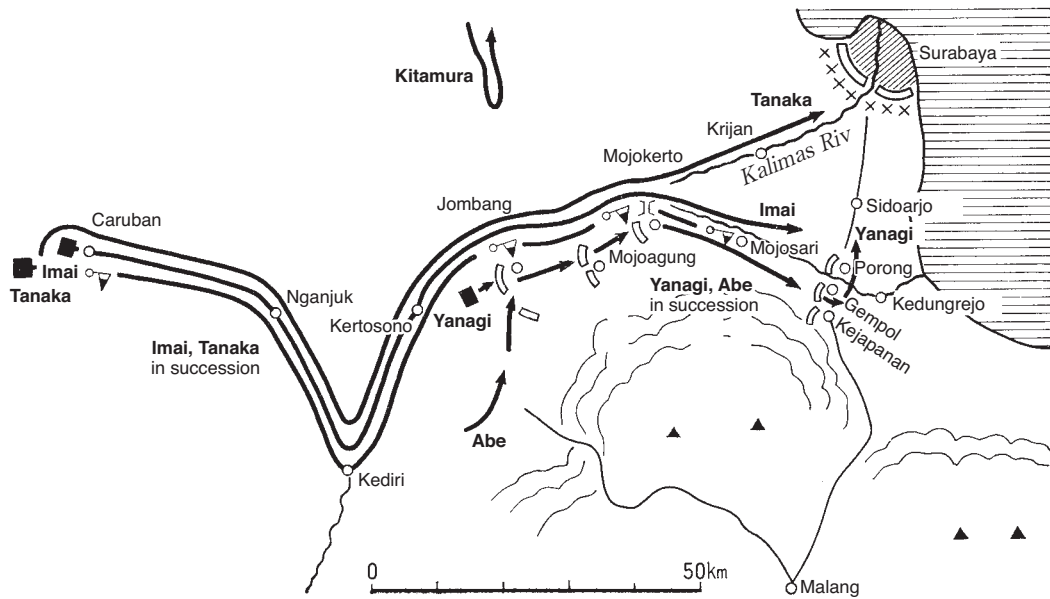 Surabaya
Kitamura
Tanaka
Krijan
Kalimas Riv
Mojokerto
Jombang
Caruban
Imai
Sidoarjo
Yanagi
Mojosari
Imai
Tanaka
Mojoagung
Porong
Nganjuk
Kertosono
Yanagi
Yanagi, Abe
in succession
Kedungrejo
Gempol
Kejapanan
Imai, Tanaka
in succession
Abe
Kediri
0
50km
Malang